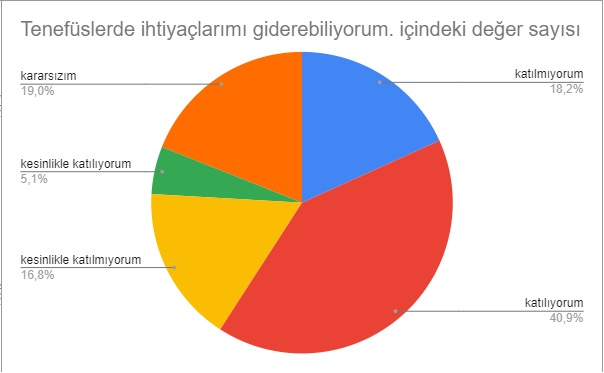 Tenefüslerde ihtiyaçlarımı giderebiliyorum. içindeki değer sayısı
kararsızım
19,0%
katılmıyorum
18,2%
kesinlikle katılıyorum
5,1%
kesinlikle katılmıyorum
16,8%
katılıyorum
40,9%